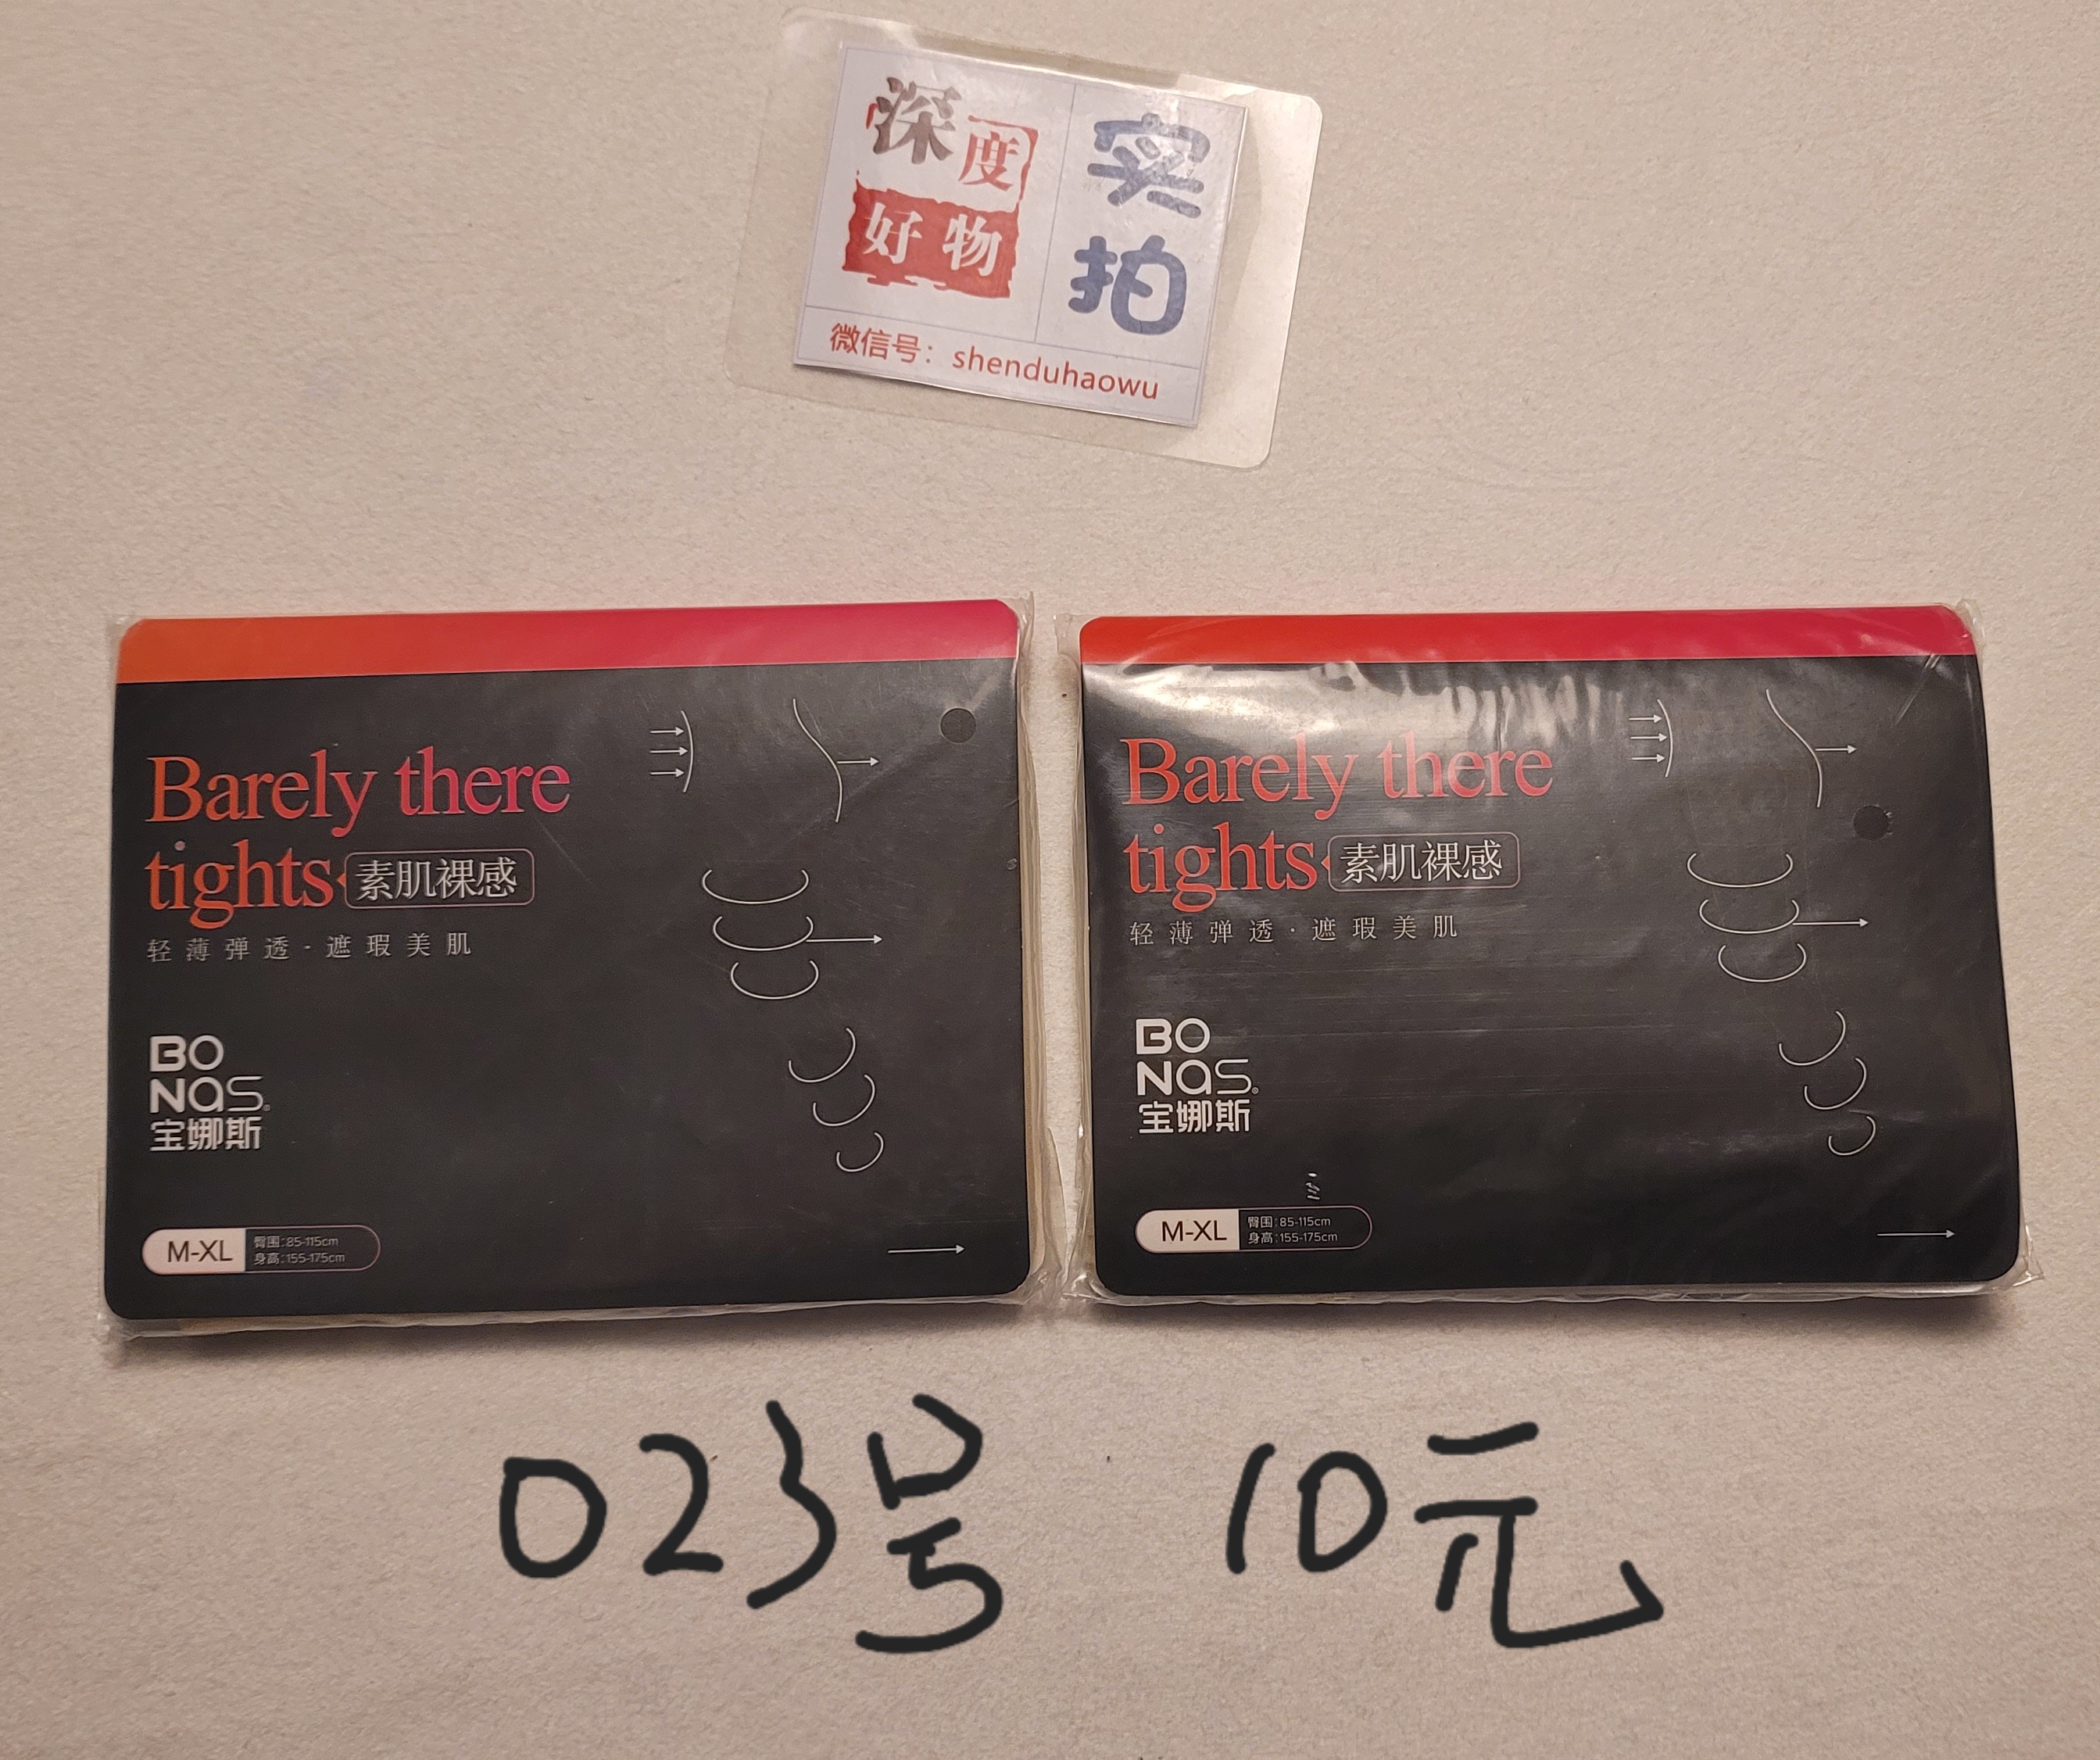 深度
好物
实拍
微信号：shenduhaowu
Barely there
tights 素肌裸感
轻薄弹透·遮瑕美肌
BO
NAS
宝娜斯
M-XL 臀围:85-115cm
身高:155-175cm
Barely there
tights 素肌裸感
轻薄弹透·遮瑕美肌
BO
NAS
宝娜斯
M-XL 臀围:85-115cm
身高:155-175cm
023号 10元